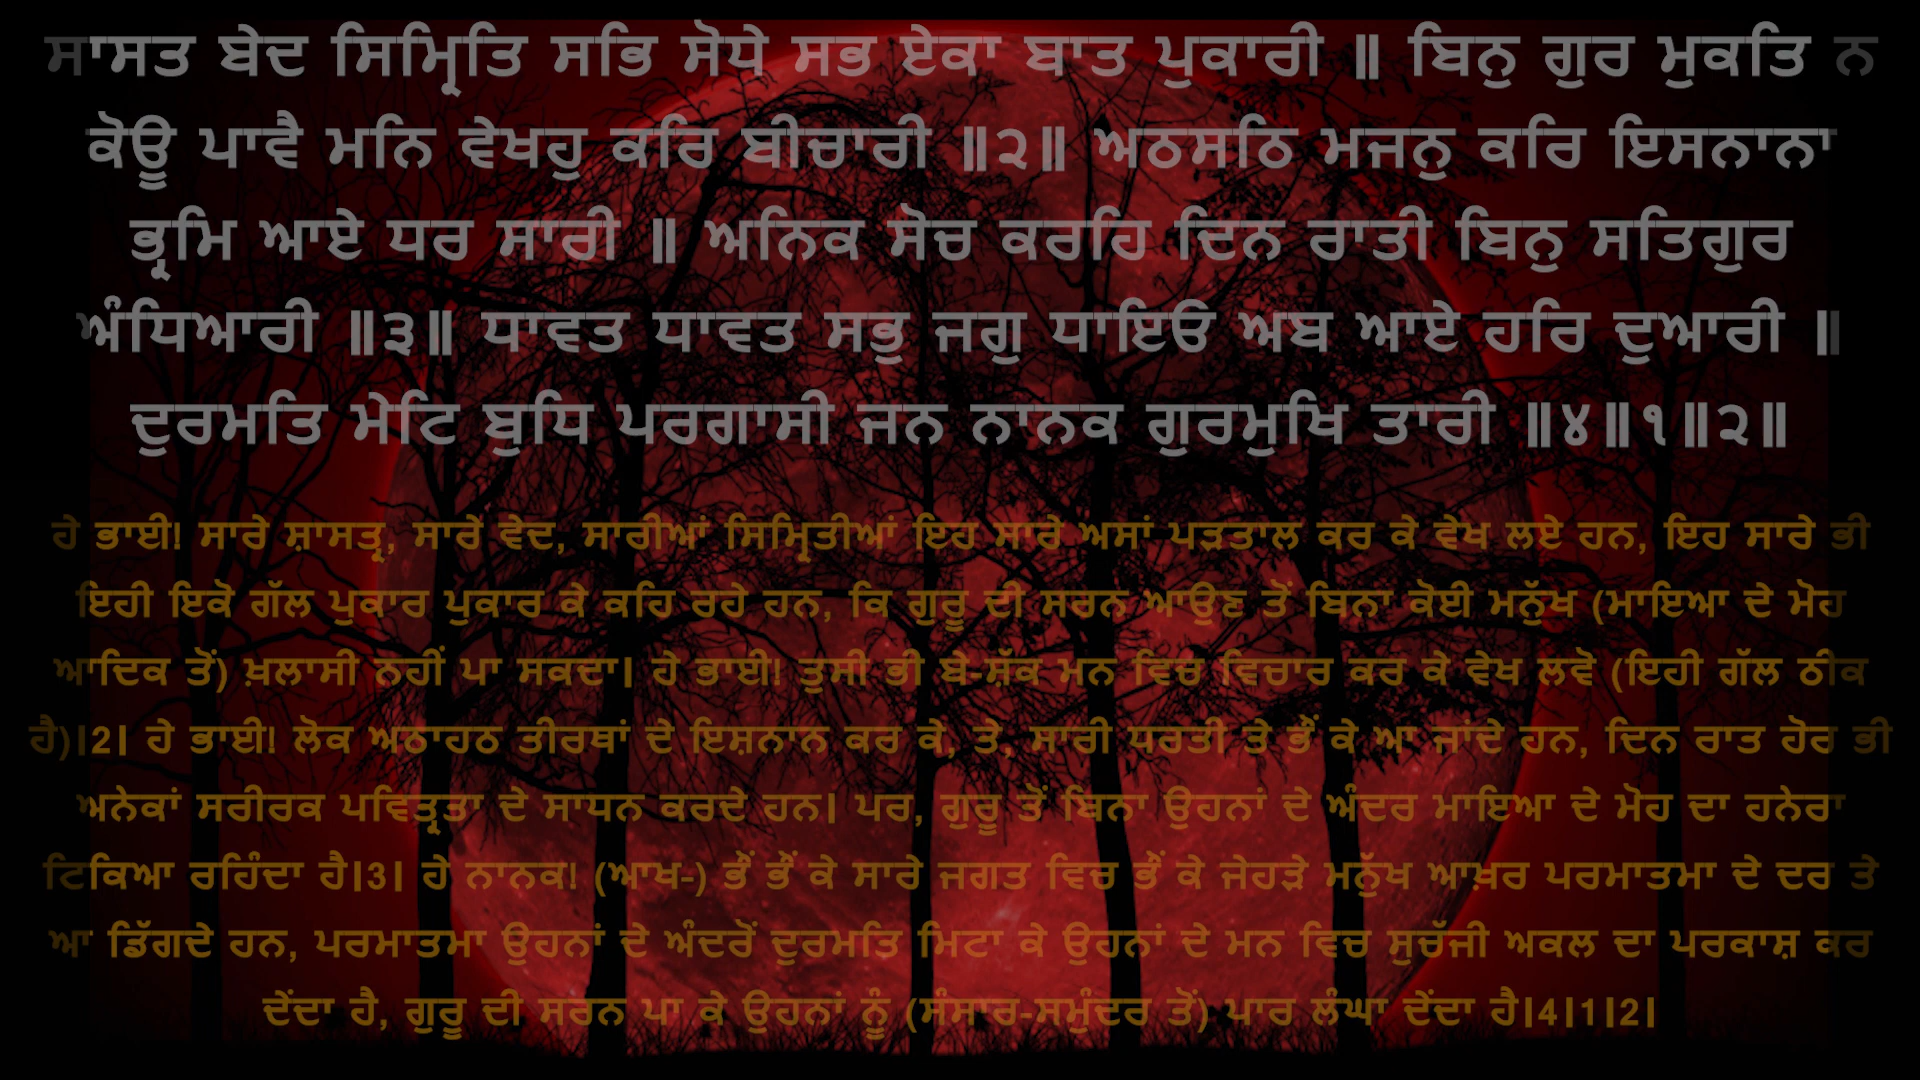 ਸਾਸਤ ਬੇਦ ਸਿਮ੍ਰਿਤਿ ਸਭਿ ਸੋਧੇ ਸਭ ਏਕਾ ਬਾਤ ਪੁਕਾਰੀ ॥ ਬਿਨੁ ਗੁਰ ਮੁਕਤਿ ਨ
ਕੋਊ ਪਾਵੈ ਮਨਿ ਵੇਖਹੁ ਕਰਿ ਬੀਚਾਰੀ ॥੨॥ ਅਠਸਠਿ ਮਜਨੁ ਕਰਿ ਇਸਨਾਨਾ
ਭ੍ਰਮਿ ਆਏ ਧਰ ਸਾਰੀ ॥ ਅਨਿਕ ਸੋਚ ਕਰਹਿ ਦਿਨ ਰਾਤੀ ਬਿਨੁ ਸਤਿਗੁਰ
ਅੰਧਿਆਰੀ ॥੩॥ ਧਾਵਤ ਧਾਵਤ ਸਭੁ ਜਗੁ ਧਾਇਓ ਅਬ ਆਏ ਹਰਿ ਦੁਆਰੀ ॥
ਦੁਰਮਤਿ ਮੇਟਿ ਬੁਧਿ ਪਰਗਾਸੀ ਜਨ ਨਾਨਕ ਗੁਰਮੁਖਿ ਤਾਰੀ ॥੪॥੧॥੨॥
ਹੇ ਭਾਈ! ਸਾਰੇ ਸ਼ਾਸਤ੍ਰ, ਸਾਰੇ ਵੇਦ, ਸਾਰੀਆਂ ਸਿਮ੍ਰਿਤੀਆਂ ਇਹ ਸਾਰੇ ਅਸਾਂ ਪੜਤਾਲ ਕਰ ਕੇ ਵੇਖ ਲਏ ਹਨ, ਇਹ ਸਾਰੇ ਭੀ
ਇਹੀ ਇਕੋ ਗੱਲ ਪੁਕਾਰ ਪੁਕਾਰ ਕੇ ਕਹਿ ਰਹੇ ਹਨ, ਕਿ ਗੁਰੂ ਦੀ ਸਰਨ ਆਉਣ ਤੋਂ ਬਿਨਾ ਕੋਈ ਮਨੁੱਖ (ਮਾਇਆ ਦੇ ਮੋਹ
ਆਦਿਕ ਤੋਂ) ਖ਼ਲਾਸੀ ਨਹੀਂ ਪਾ ਸਕਦਾ। ਹੇ ਭਾਈ! ਤੁਸੀ ਭੀ ਬੇ-ਸ਼ੱਕ ਮਨ ਵਿਚ ਵਿਚਾਰ ਕਰ ਕੇ ਵੇਖ ਲਵੋ (ਇਹੀ ਗੱਲ ਠੀਕ
ਹੈ)।2। ਹੇ ਭਾਈ! ਲੋਕ ਅਠਾਹਠ ਤੀਰਥਾਂ ਦੇ ਇਸ਼ਨਾਨ ਕਰ ਕੇ, ਤੇ, ਸਾਰੀ ਧਰਤੀ ਤੇ ਭੌਂ ਕੇ ਆ ਜਾਂਦੇ ਹਨ, ਦਿਨ ਰਾਤ ਹੋਰ ਭੀ
ਅਨੇਕਾਂ ਸਰੀਰਕ ਪਵਿਤ੍ਰਤਾ ਦੇ ਸਾਧਨ ਕਰਦੇ ਹਨ। ਪਰ, ਗੁਰੂ ਤੋਂ ਬਿਨਾ ਉਹਨਾਂ ਦੇ ਅੰਦਰ ਮਾਇਆ ਦੇ ਮੋਹ ਦਾ ਹਨੇਰਾ
ਟਿਕਿਆ ਰਹਿੰਦਾ ਹੈ।3। ਹੇ ਨਾਨਕ! (ਆਖ-) ਭੌਂ ਭੌਂ ਕੇ ਸਾਰੇ ਜਗਤ ਵਿਚ ਭੌਂ ਕੇ ਜੇਹੜੇ ਮਨੁੱਖ ਆਖ਼ਰ ਪਰਮਾਤਮਾ ਦੇ ਦਰ ਤੇ
ਆ ਡਿੱਗਦੇ ਹਨ, ਪਰਮਾਤਮਾ ਉਹਨਾਂ ਦੇ ਅੰਦਰੋਂ ਦੁਰਮਤਿ ਮਿਟਾ ਕੇ ਉਹਨਾਂ ਦੇ ਮਨ ਵਿਚ ਸੁਚੱਜੀ ਅਕਲ ਦਾ ਪਰਕਾਸ਼ ਕਰ
ਦੇਂਦਾ ਹੈ, ਗੁਰੂ ਦੀ ਸਰਨ ਪਾ ਕੇ ਉਹਨਾਂ ਨੂੰ (ਸੰਸਾਰ-ਸਮੁੰਦਰ ਤੋਂ) ਪਾਰ ਲੰਘਾ ਦੇਂਦਾ ਹੈ।4।1।2।